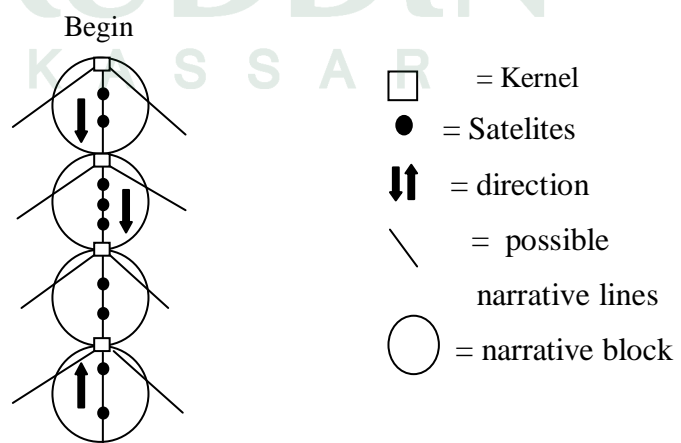 Begin
K A S S A R
= Kernel
= Satelites
= direction
= possible
narrative lines
= narrative block